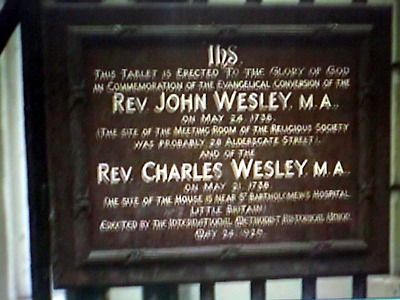 IhS.
THIS TABLET IS ERECTED TO THE GLORY OF GOD
IN COMMEMORATION OF THE EVANGELICAL CONVERSION OF THE
REV. JOHN WESLEY, M.A.,
ON MAY 24, 1738.
(THE SITE OF THE MEETING ROOM OF THE RELIGIOUS SOCIETY
WAS PROBABLY 28 ALDERSGATE STREET),
AND OF THE
REV. CHARLES WESLEY, M.A.,
ON MAY 21, 1738.
(THE SITE OF THE HOUSE IS NEAR ST BARTHOLOMEWS HOSPITAL,
LITTLE BRITAIN)
ERECTED BY THE INTERNATIONAL METHODIST HISTORICAL UNION.
MAY 24, 1926.